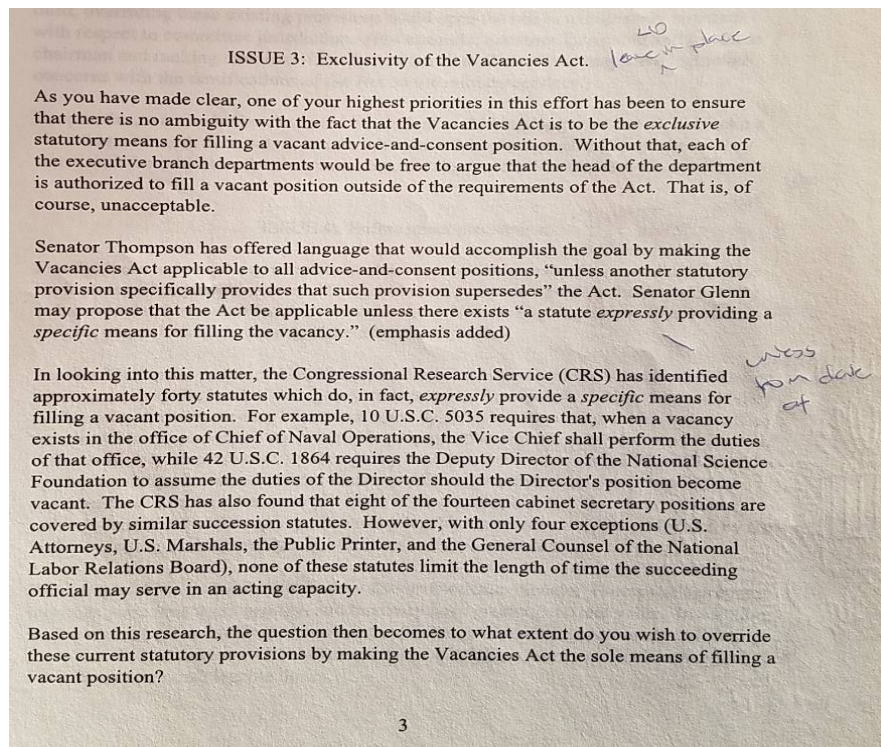 40
leave in place
ISSUE 3: Exclusivity of the Vacancies Act.
As you have made clear, one of your highest priorities in this effort has been to ensure
that there is no ambiguity with the fact that the Vacancies Act is to be the exclusive
statutory means for filling a vacant advice-and-consent position. Without that, each of
the executive branch departments would be free to argue that the head of the department
is authorized to fill a vacant position outside of the requirements of the Act. That is, of
course, unacceptable.
Senator Thompson has offered language that would accomplish the goal by making the
Vacancies Act applicable to all advice-and-consent positions, “unless another statutory
provision specifically provides that such provision supersedes” the Act. Senator Glenn
may propose that the Act be applicable unless there exists “a statute expressly providing a
specific means for filling the vacancy.” (emphasis added)
unless
from date
of
In looking into this matter, the Congressional Research Service (CRS) has identified
approximately forty statutes which do, in fact, expressly provide a specific means for
filling a vacant position. For example, 10 U.S.C. 5035 requires that, when a vacancy
exists in the office of Chief of Naval Operations, the Vice Chief shall perform the duties
of that office, while 42 U.S.C. 1864 requires the Deputy Director of the National Science
Foundation to assume the duties of the Director should the Director's position become
vacant. The CRS has also found that eight of the fourteen cabinet secretary positions are
covered by similar succession statutes. However, with only four exceptions (U.S.
Attorneys, U.S. Marshals, the Public Printer, and the General Counsel of the National
Labor Relations Board), none of these statutes limit the length of time the succeeding
official may serve in an acting capacity.
Based on this research, the question then becomes to what extent do you wish to override
these current statutory provisions by making the Vacancies Act the sole means of filling a
vacant position?
3